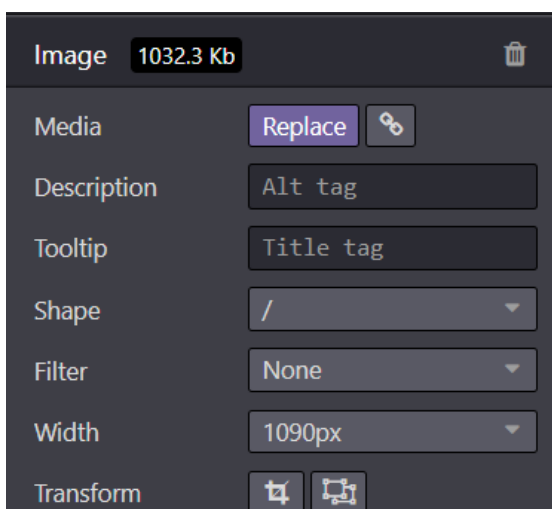 Image 1032.3 Kb
Media Replace
Description Alt tag
Tooltip Title tag
Shape /
Filter None
Width 1090px
Transform